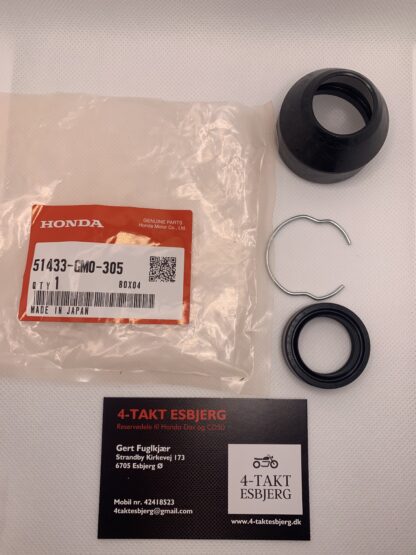 HONDA
GENUINE PARTS
Honda Motor Co., Ltd.
51433-GM0-305
QTY 1
BOX04
MADE IN JAPAN
4-TAKT ESBJERG
Reservedele til Honda Dax og CD50
Gert Fuglkjær
Strandby Kirkevej 173
6705 Esbjerg Ø
Mobil nr. 42418523
4taktesbjerg@gmail.com
4-TAKT
ESBJERG
www.4-taktesbjerg.dk